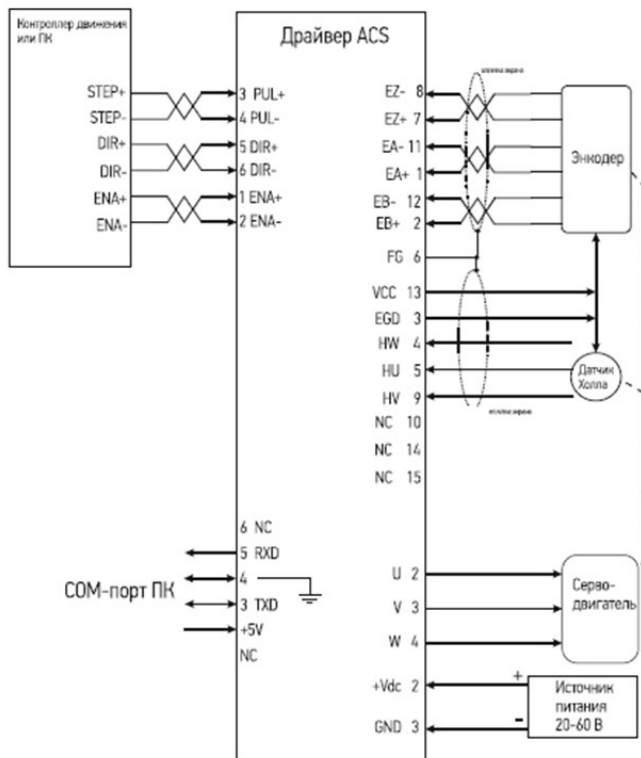 Контроллер движения
или ПК
STEP+
STEP-
DIR+
DIR-
ENA+
ENA-
Драйвер ACS
3 PUL+
4 PUL-
5 DIR+
6 DIR-
1 ENA+
2 ENA-
EZ- 8
EZ+ 7
EA- 11
EA+ 1
EB- 12
EB+ 2
FG 6
VCC 13
EGD 3
HW 4
HU 5
HV 9
NC 10
NC 14
NC 15
Энкодер
Датчик
Холла
6 NC
5 RXD
4
3 TXD
+5V
NC
COM-порт ПК
U 2
V 3
W 4
Серво-
двигатель
+Vdc 2
GND 3
+
-
Источник
питания
20-60 В